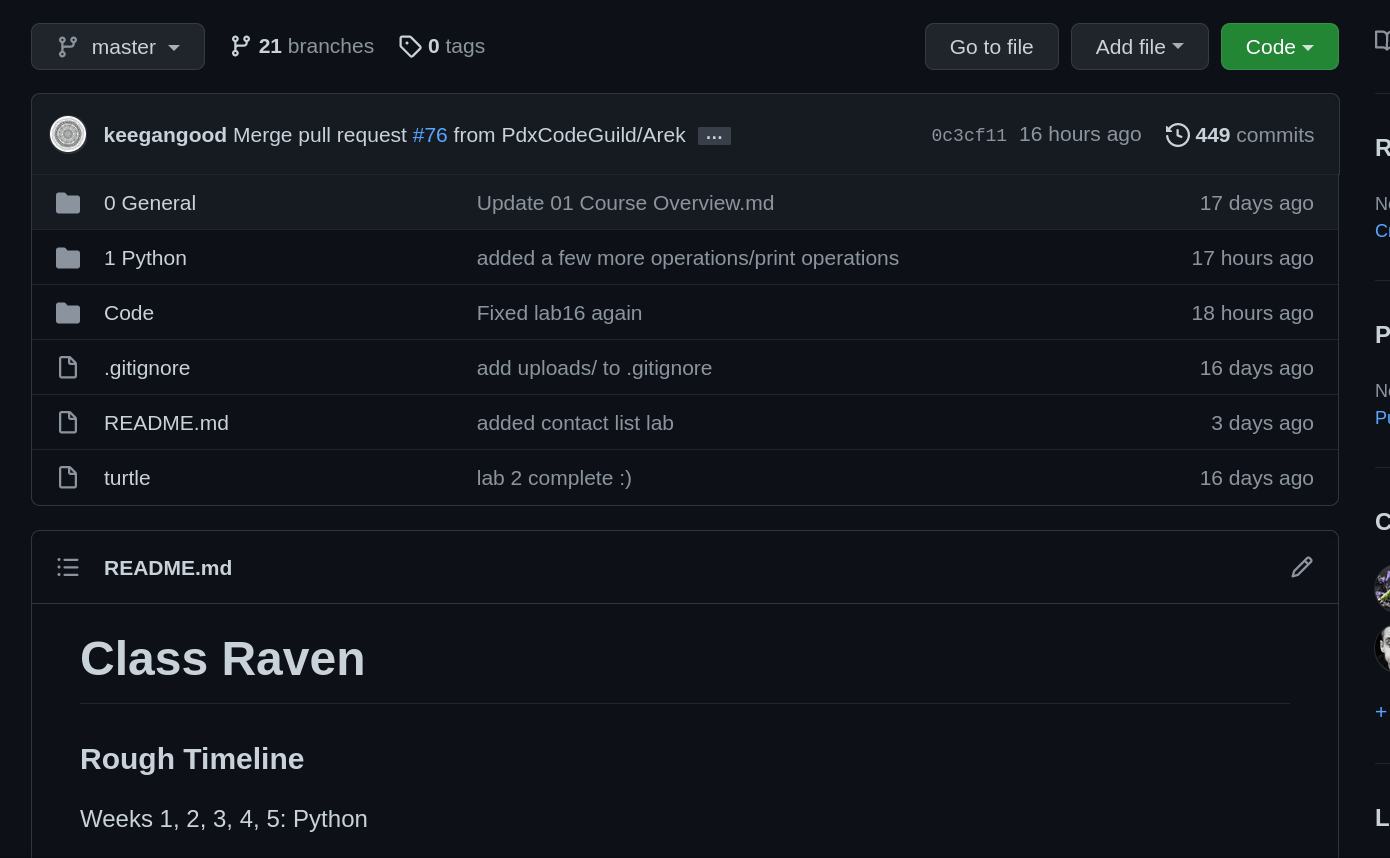 master 21 branches 0 tags Go to file Add file Code
keegangood Merge pull request #76 from PdxCodeGuild/Arek ... 0c3cf11 16 hours ago 449 commits
0 General Update 01 Course Overview.md 17 days ago
1 Python added a few more operations/print operations 17 hours ago
Code Fixed lab16 again 18 hours ago
.gitignore add uploads/ to .gitignore 16 days ago
README.md added contact list lab 3 days ago
turtle lab 2 complete :) 16 days ago
README.md
Class Raven
Rough Timeline
Weeks 1, 2, 3, 4, 5: Python